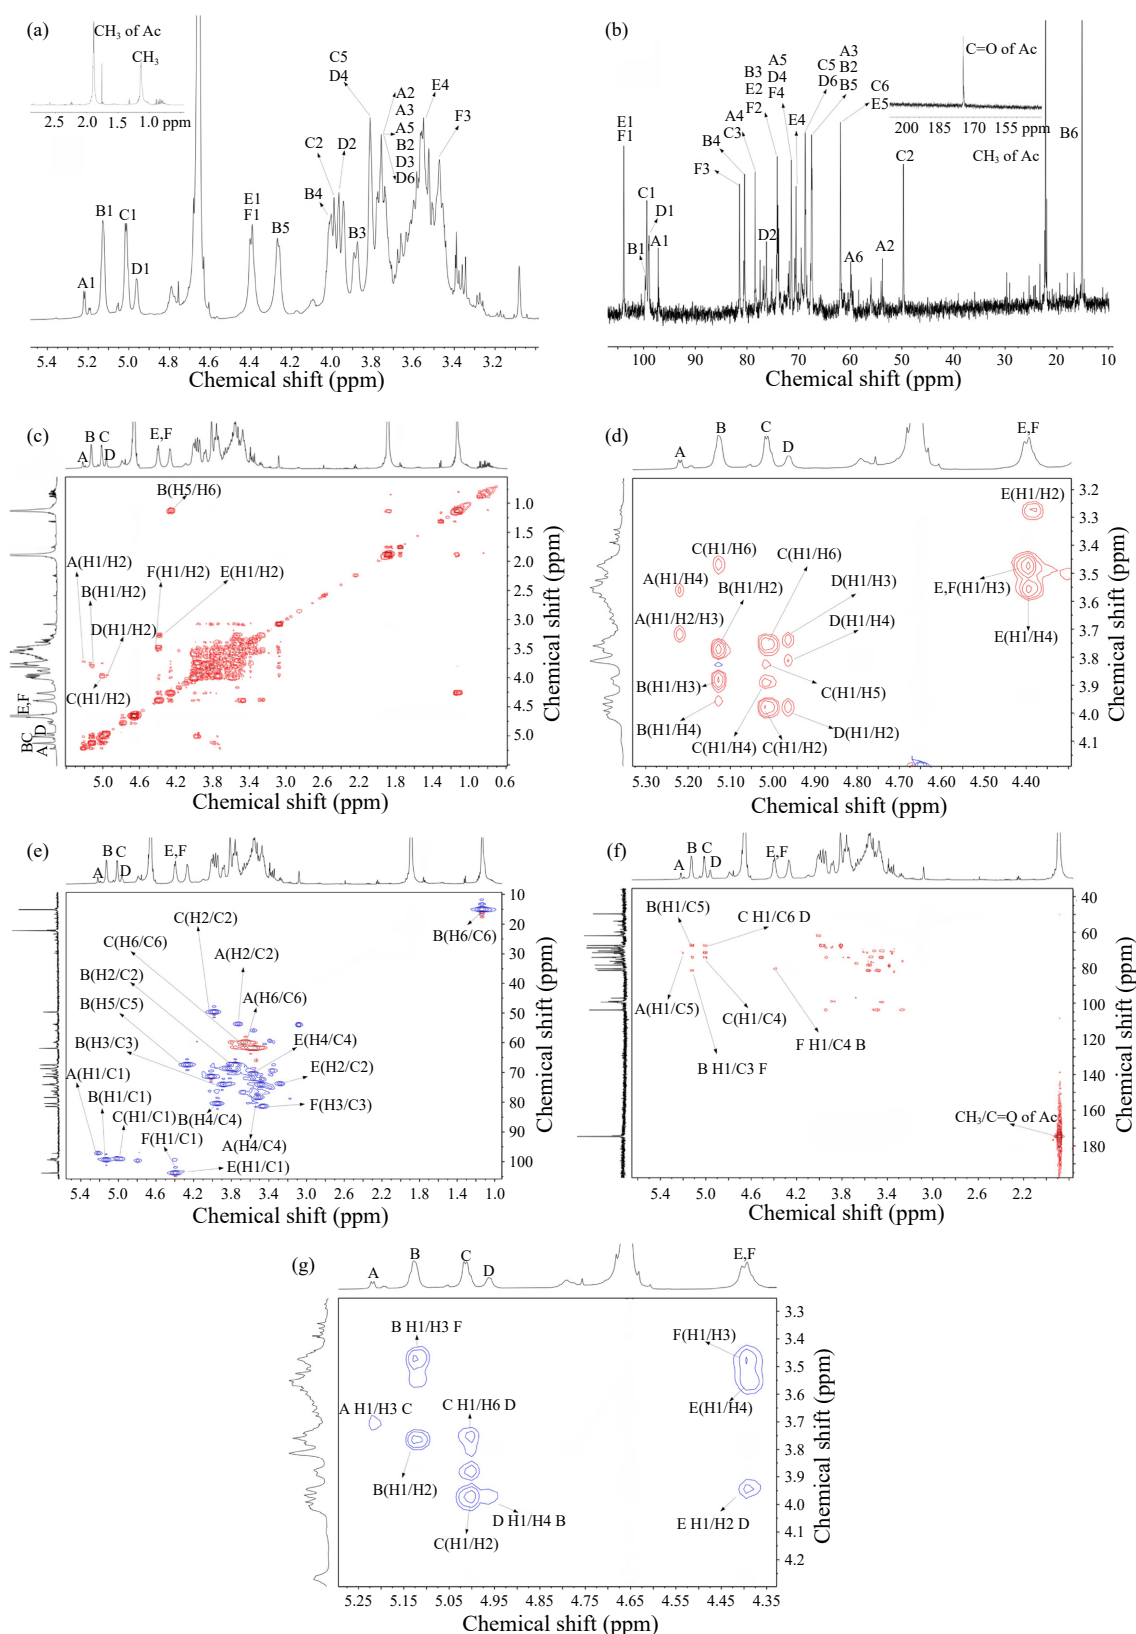 (a)
CH3 of Ac
CH3
2.5 2.0 1.5 1.0 ppm
C5
D4
A2
A3
A5
B2
D3
D6
E4
F3
C2
D2
B4
B3
E1
F1
B5
B1
C1
D1
A1
5.4 5.0 4.6 4.2 3.8 3.4 3.2
Chemical shift (ppm)
(b)
C=O of Ac
205 185 172 155 ppm
CH3 of Ac
B6
A3
B2
B5
C5
D6
C6
E5
A5
D4
F4
B3
E2
F2
E4
A4
C3
B4
F3
E1
F1
C1
D1
B1
A1
D2
A6
A2
C2
100 90 80 70 60 50 40 30 20 10
Chemical shift (ppm)
(c)
B C E,F
A D
B(H5/H6)
A(H1/H2)
F(H1/H2) E(H1/H2)
B(H1/H2)
D(H1/H2)
C(H1/H2)
E,F
BC
A D
1.0
1.5
2.0
2.5
3.0
3.5
4.0
4.5
5.0
Chemical shift (ppm)
5.0 4.5 4.0 3.5 3.0 2.5 2.0 1.8 1.4 1.0 0.6
Chemical shift (ppm)
(d)
A B C D E,F
E(H1/H2)
C(H1/H6) C(H1/H6)
A(H1/H4) B(H1/H2) D(H1/H3)
E,F(H1/H3)
A(H1/H2/H3) D(H1/H4)
E(H1/H4)
B(H1/H3) C(H1/H5)
B(H1/H4)
C(H1/H4) C(H1/H2) D(H1/H2)
3.2
3.3
3.4
3.5
3.6
3.7
3.8
3.9
4.0
4.1
Chemical shift (ppm)
5.30 5.20 5.10 5.00 4.90 4.80 4.70 4.60 4.50 4.40
Chemical shift (ppm)
(e)
B C E,F
A D
C(H2/C2)
B(H6/C6)
C(H6/C6)
A(H2/C2)
B(H2/C2)
A(H6/C6)
B(H5/C5)
E(H4/C4)
B(H3/C3)
E(H2/C2)
A(H1/C1)
B(H1/C1)
C(H1/C1)
B(H4/C4)
F(H3/C3)
F(H1/C1)
A(H4/C4)
E(H1/C1)
10
20
30
40
50
60
70
80
90
100
Chemical shift (ppm)
5.4 5.0 4.6 4.2 3.8 3.4 3.0 2.6 2.2 1.8 1.4 1.0
Chemical shift (ppm)
(f)
B C E,F
A D
B(H1/C5) C H1/C6 D
A(H1/C5) C(H1/C4)
F H1/C4 B
B H1/C3 F
CH3/C=O of Ac
40
60
80
100
120
140
160
180
Chemical shift (ppm)
5.4 5.0 4.6 4.2 3.8 3.4 3.0 2.6 2.2
Chemical shift (ppm)
(g)
A B C D E,F
B H1/H3 F F(H1/H3)
A H1/H3 C C H1/H6 D E(H1/H4)
B(H1/H2) D H1/H4 B E H1/H2 D
C(H1/H2)
3.3
3.4
3.5
3.6
3.7
3.8
3.9
4.0
4.1
4.2
Chemical shift (ppm)
5.25 5.15 5.05 4.95 4.85 4.75 4.65 4.55 4.45 4.35
Chemical shift (ppm)